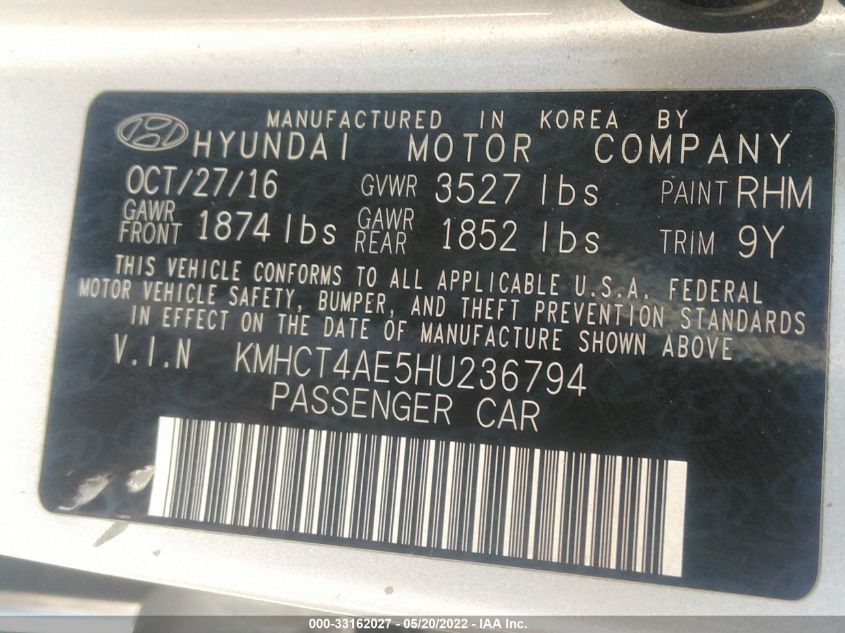 MANUFACTURED IN KOREA BY
HYUNDAI MOTOR COMPANY
OCT/27/16 GVWR 3527 lbs PAINT RHM
GAWR FRONT 1874 lbs GAWR REAR 1852 lbs TRIM 9Y
THIS VEHICLE CONFORMS TO ALL APPLICABLE U.S.A. FEDERAL
MOTOR VEHICLE SAFETY, BUMPER, AND THEFT PREVENTION STANDARDS
IN EFFECT ON THE DATE OF MANUFACTURE SHOWN ABOVE
V.I.N KMHCT4AE5HU236794
PASSENGER CAR
000-33162027 - 05/20/2022 - IAA Inc.